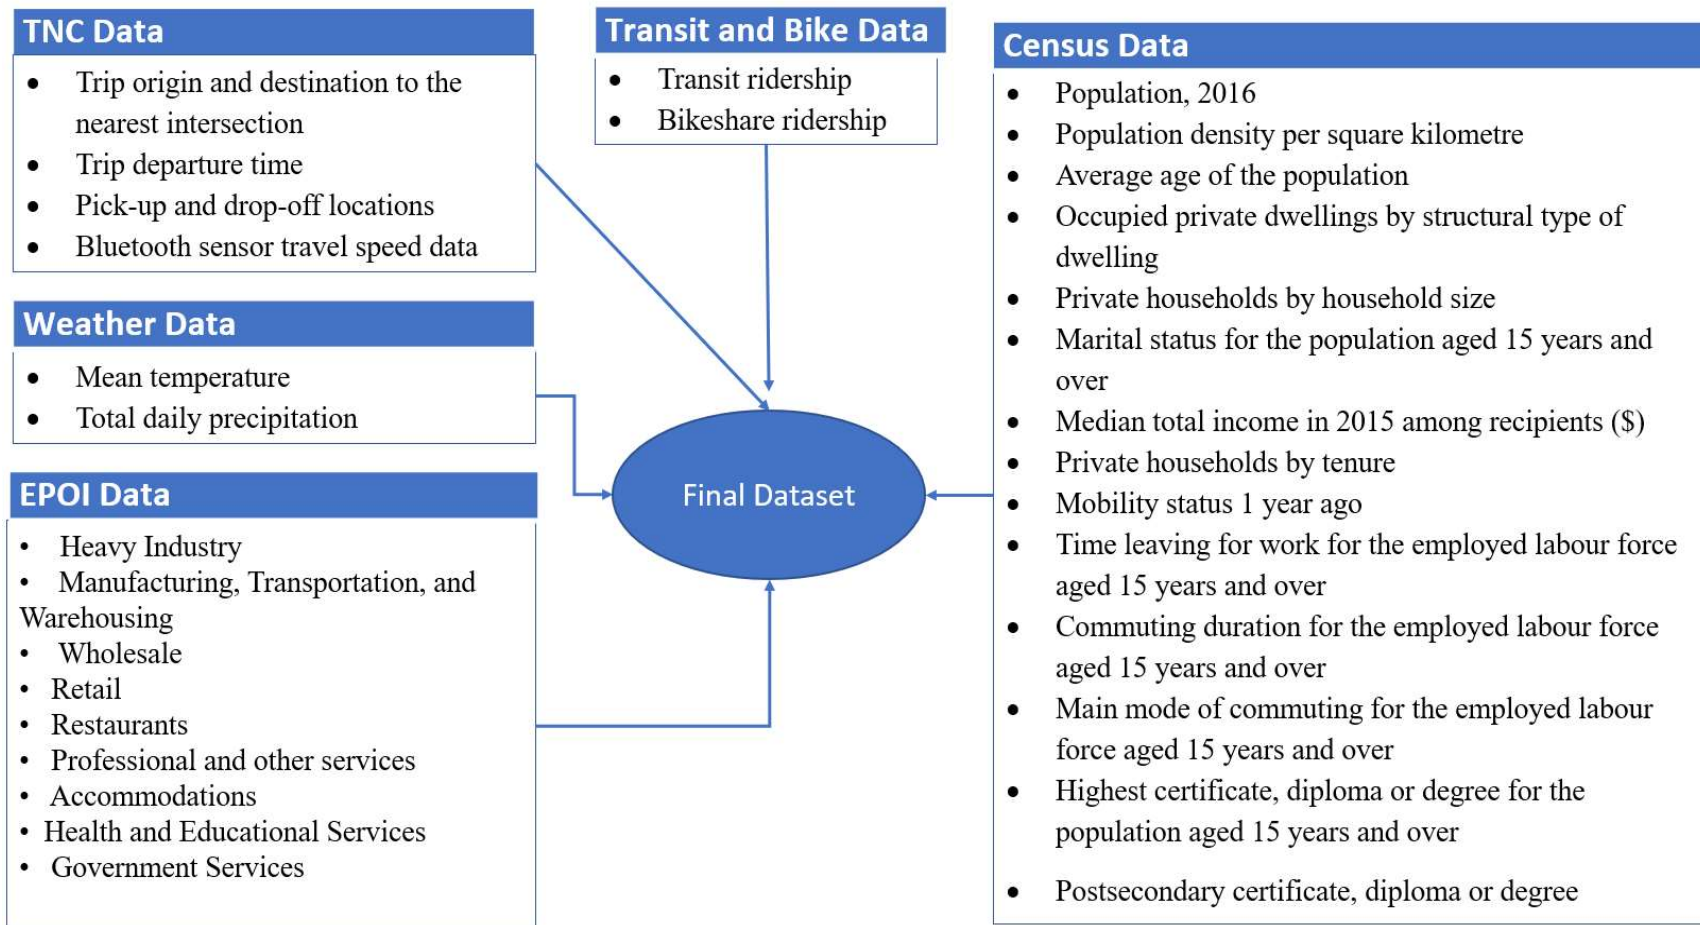 TNC Data
• Trip origin and destination to the
nearest intersection
• Trip departure time
• Pick-up and drop-off locations
• Bluetooth sensor travel speed data
Transit and Bike Data
• Transit ridership
• Bikeshare ridership
Census Data
• Population, 2016
• Population density per square kilometre
• Average age of the population
• Occupied private dwellings by structural type of
dwelling
• Private households by household size
• Marital status for the population aged 15 years and
over
• Median total income in 2015 among recipients ($)
• Private households by tenure
• Mobility status 1 year ago
• Time leaving for work for the employed labour force
aged 15 years and over
• Commuting duration for the employed labour force
aged 15 years and over
• Main mode of commuting for the employed labour
force aged 15 years and over
• Highest certificate, diploma or degree for the
population aged 15 years and over
• Postsecondary certificate, diploma or degree
Weather Data
• Mean temperature
• Total daily precipitation
EPOI Data
• Heavy Industry
• Manufacturing, Transportation, and
Warehousing
• Wholesale
• Retail
• Restaurants
• Professional and other services
• Accommodations
• Health and Educational Services
• Government Services
Final Dataset